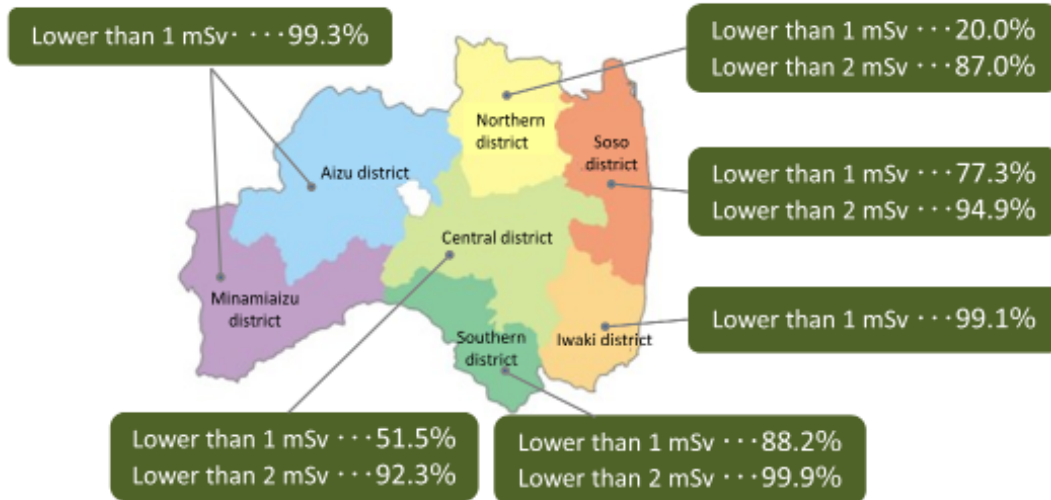 Lower than 1 mSv・・・・99.3%
Lower than 1 mSv ・・・20.0%
Lower than 2 mSv ・・・87.0%
Northern
district
Soso
district
Aizu district
Lower than 1 mSv ・・・77.3%
Lower than 2 mSv ・・・94.9%
Central district
Minamiaizu
district
Lower than 1 mSv ・・・99.1%
Southern
district
Iwaki district
Lower than 1 mSv ・・・51.5%
Lower than 2 mSv ・・・92.3%
Lower than 1 mSv ・・・88.2%
Lower than 2 mSv ・・・99.9%